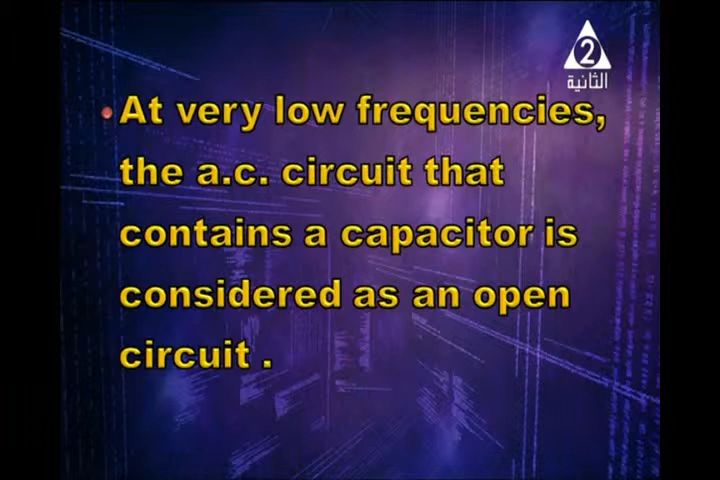 2
الثانية
At very low frequencies,
the a.c. circuit that
contains a capacitor is
considered as an open
circuit .